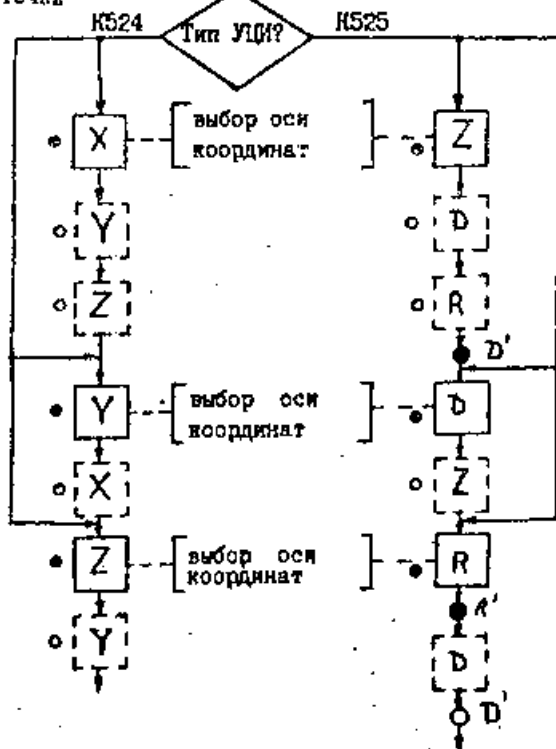 К524
Тип УЦИ?
К525
X
выбор оси
координат
Z
Y
D
Z
R
D'
Y
выбор оси
координат
D
X
Z
Z
выбор оси
координат
R
R'
Y
D
D'